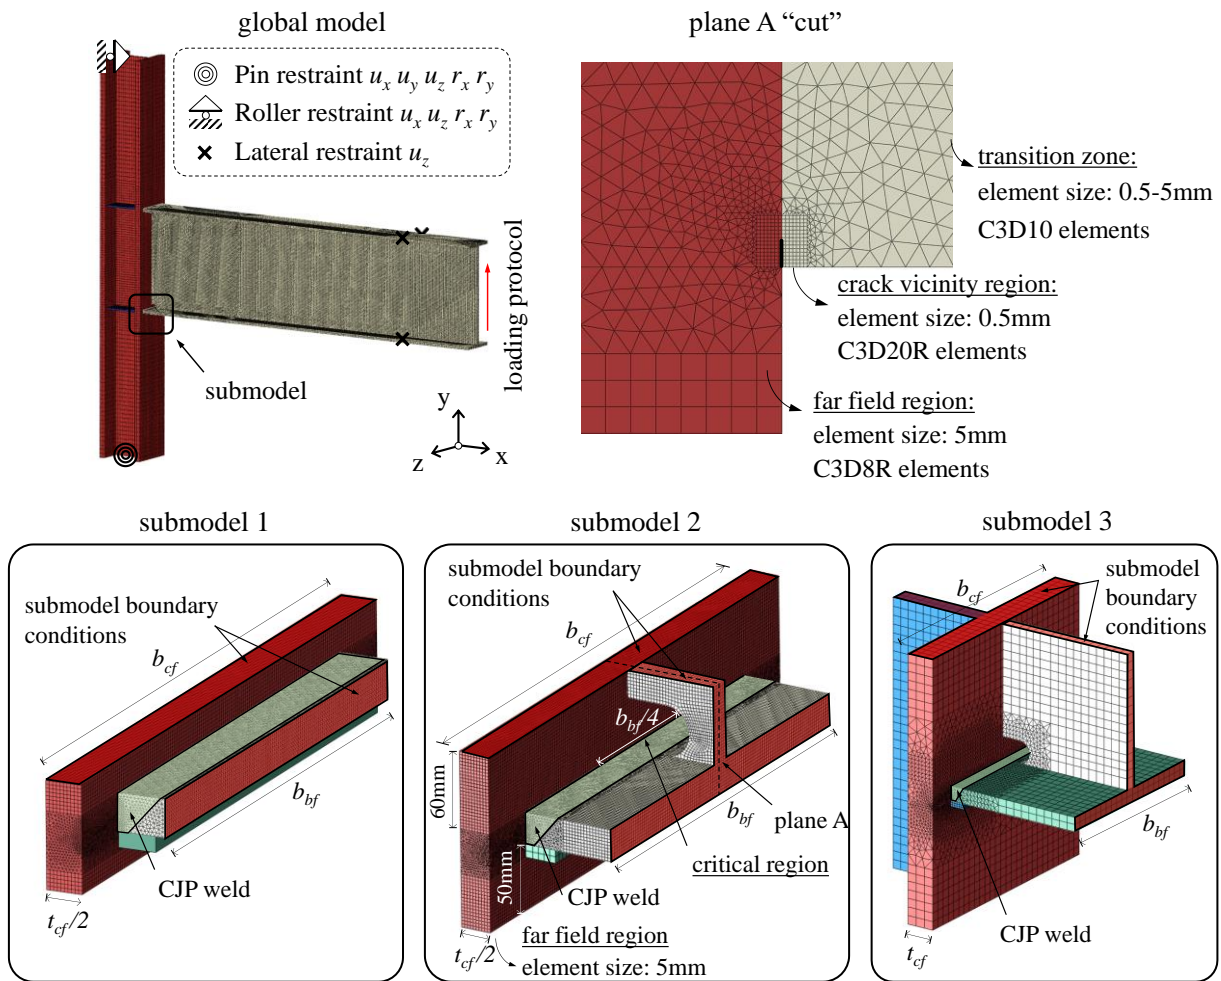 global model
Pin restraint u_x u_y u_z r_x r_y
Roller restraint u_x u_z r_x r_y
Lateral restraint u_z
loading protocol
submodel
y
z
x
plane A “cut”
transition zone:
element size: 0.5-5mm
C3D10 elements
crack vicinity region:
element size: 0.5mm
C3D20R elements
far field region:
element size: 5mm
C3D8R elements
submodel 1
submodel boundary
conditions
b_cf
b_bf
CJP weld
t_cf/2
submodel 2
submodel boundary
conditions
b_cf
b_bf/4
60mm
b_bf
plane A
critical region
50mm
CJP weld
far field region
t_cf/2
element size: 5mm
submodel 3
submodel
boundary
conditions
b_cf
b_bf
CJP weld
t_cf